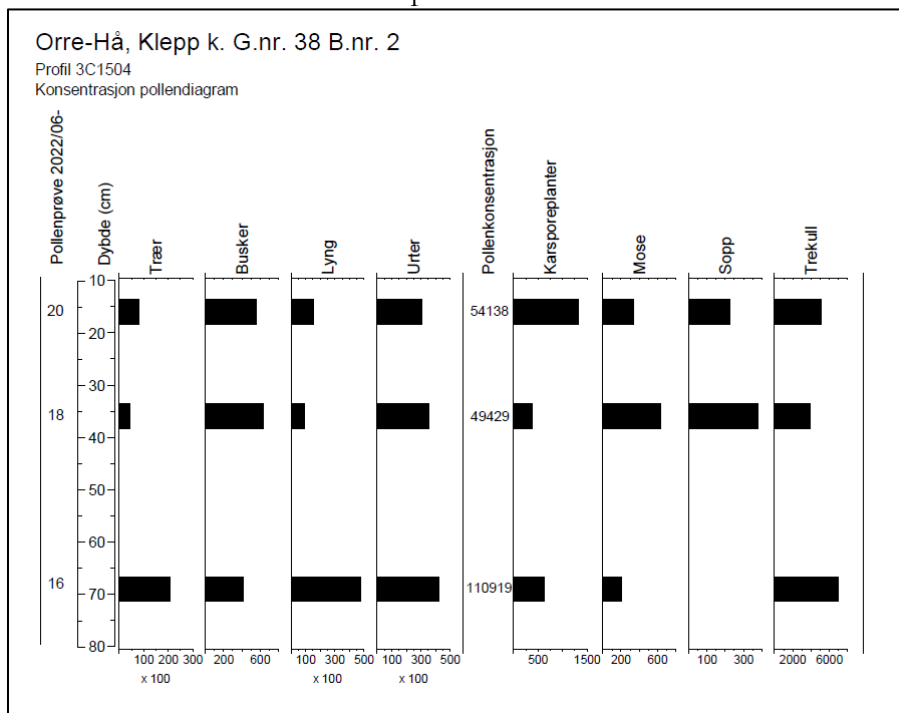 Orre-Hå, Klepp k. G.nr. 38 B.nr. 2
Profil 3C1504
Konsentrasjon pollendiagram
Pollenprøve 2022/06-
Dybde (cm)
Trær
Busker
Lyng
Urter
Pollenkonsentrasjon
Karsporeplanter
Mose
Sopp
Trekull
10
20 54138
20
30
18 49429
40
50
60
16 110919
70
80
100 200 300 200 600 100 300 500 100 300 500 500 1500 200 600 100 300 2000 6000
x 100 x 100 x 100